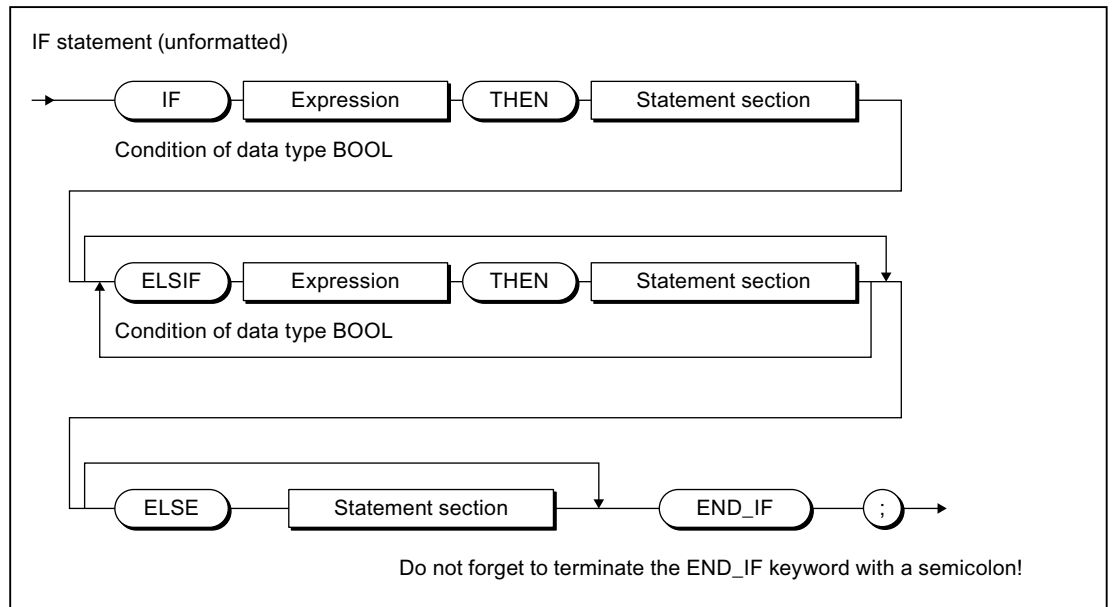 IF statement (unformatted)
IF Expression THEN Statement section
Condition of data type BOOL
ELSIF Expression THEN Statement section
Condition of data type BOOL
ELSE Statement section END_IF ;
Do not forget to terminate the END_IF keyword with a semicolon!